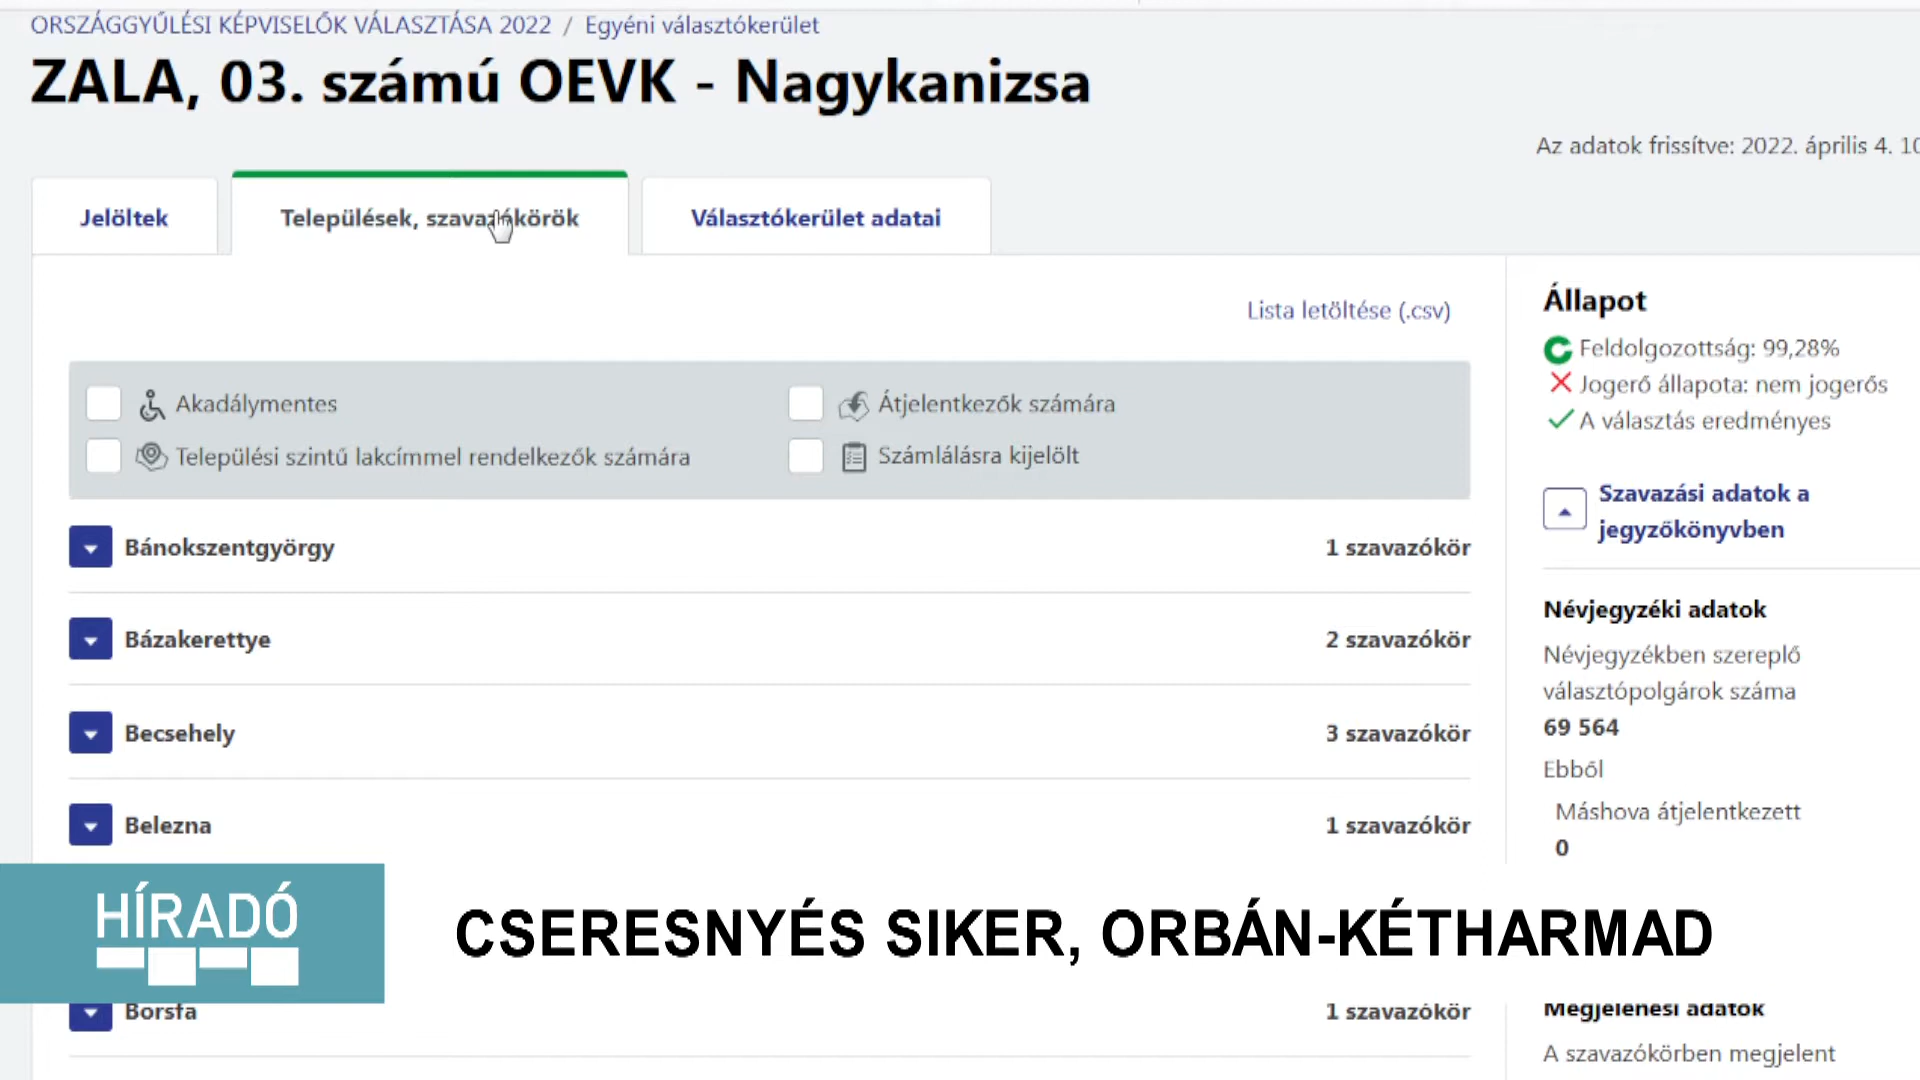 ORSZÁGGYŰLÉSI KÉPVISELŐK VÁLASZTÁSA 2022 / Egyéni választókerület
ZALA, 03. számú OEVK - Nagykanizsa
Az adatok frissítve: 2022. április 4. 10
Jelöltek
Települések, szavazókörök
Választókerület adatai
Lista letöltése (.csv)
Akadálymentes
Átjelentkezők számára
Települési szintű lakcímmel rendelkezők számára
Számlálásra kijelölt
Bánokszentgyörgy 1 szavazókör
Bázakerettye 2 szavazókör
Becsehely 3 szavazókör
Belezna 1 szavazókör
Borsfa 1 szavazókör
Állapot
Feldolgozottság: 99,28%
Jogerő állapota: nem jogerős
A választás eredményes
Szavazási adatok a
jegyzőkönyvben
Névjegyzéki adatok
Névjegyzékben szereplő
választópolgárok száma
69 564
Ebből
Máshova átjelentkezett
0
Megjelenési adatok
A szavazókörben megjelent
HÍRADÓ
CSERESNYÉS SIKER, ORBÁN-KÉTHARMAD